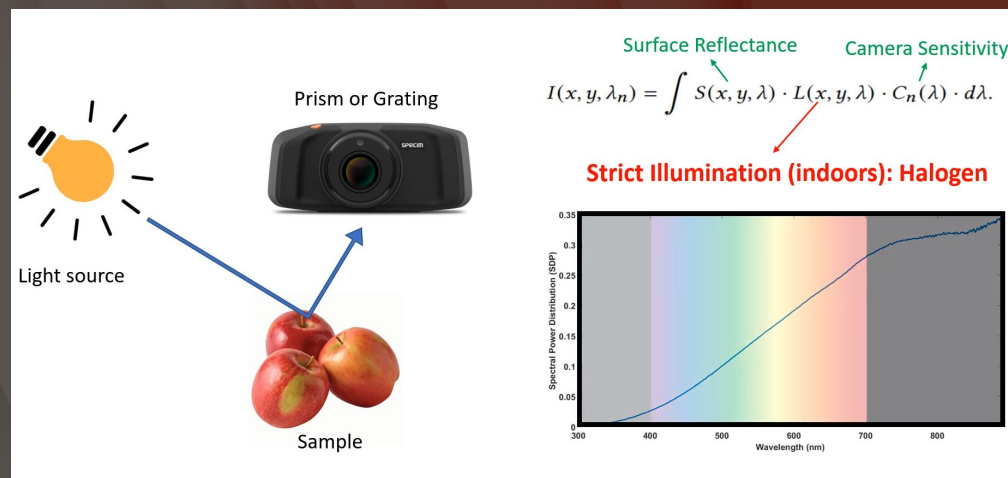 Surface Reflectance
Camera Sensitivity
Prism or Grating
SPECIM
I(x, y, λₙ) = ∫ S(x, y, λ) · L(x, y, λ) · Cₙ(λ) · dλ.
Strict Illumination (indoors): Halogen
Light source
Sample
Spectral Power Distribution (SDP)
0.35
0.3
0.25
0.2
0.15
0.1
0.05
0
300 400 500 600 700 800
Wavelength (nm)